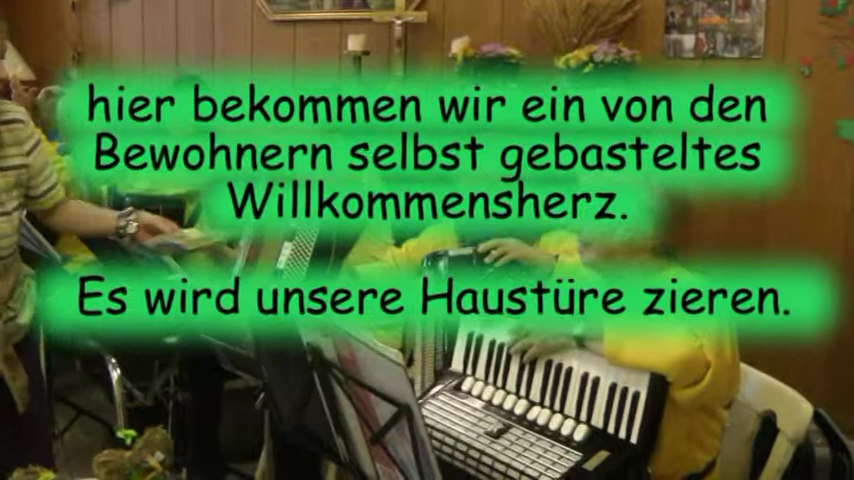 hier bekommen wir ein von den
Bewohnern selbst gebasteltes
Willkommensherz.
Es wird unsere Haustüre zieren.